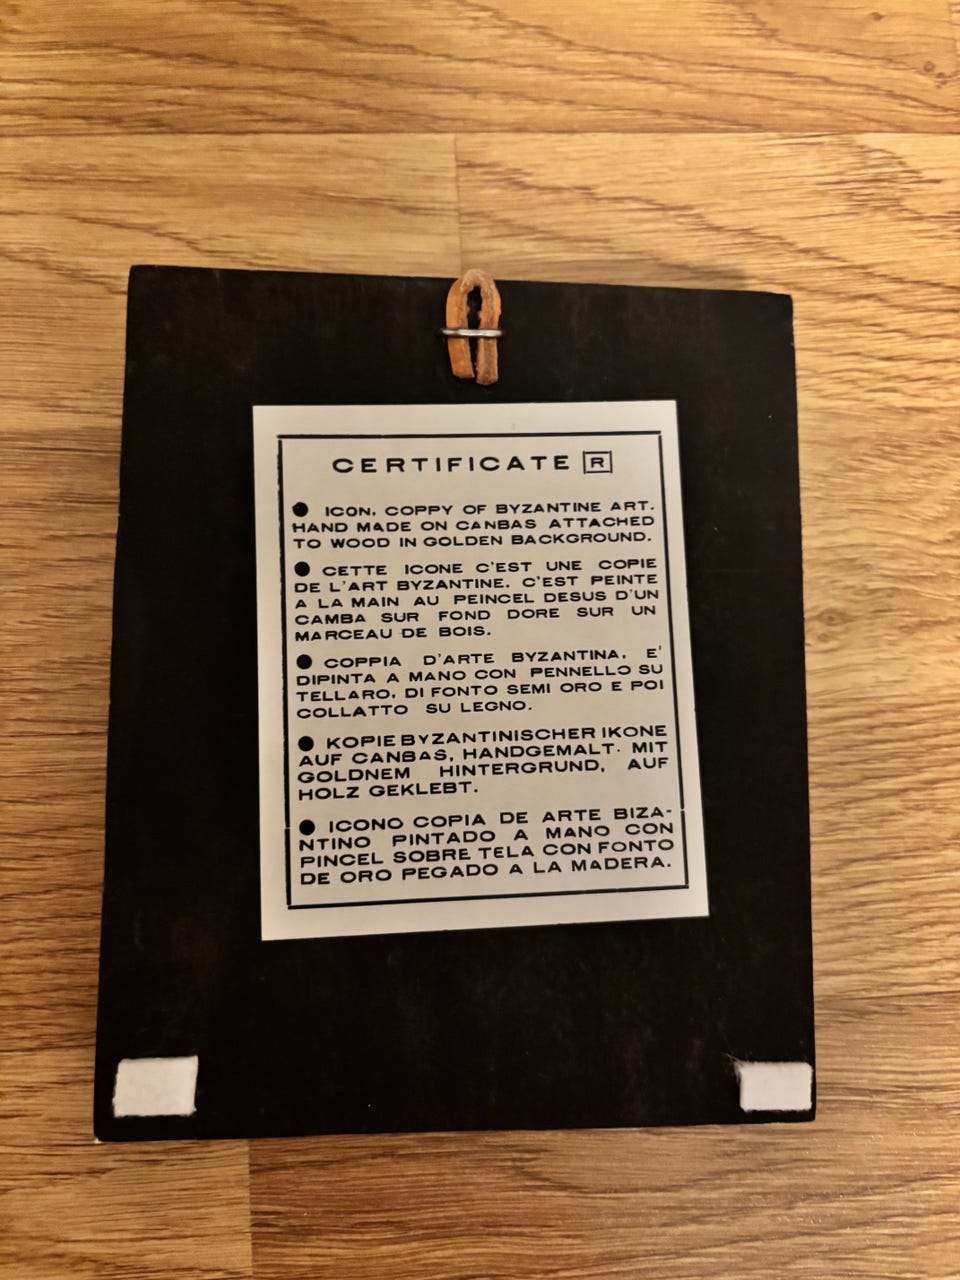 CERTIFICATE R
● ICON, COPPY OF BYZANTINE ART.
HAND MADE ON CANBAS ATTACHED
TO WOOD IN GOLDEN BACKGROUND.
● CETTE ICONE C'EST UNE COPIE
DE L'ART BYZANTINE. C'EST PEINTE
A LA MAIN AU PEINCEL DESUS D'UN
CAMBA SUR FOND DORE SUR UN
MARCEAU DE BOIS.
● COPPIA D'ARTE BYZANTINA, E'
DIPINTA A MANO CON PENNELLO SU
TELLARO, DI FONTO SEMI ORO E POI
COLLATTO SU LEGNO.
● KOPIE BYZANTINISCHER IKONE
AUF CANBAS, HANDGEMALT· MIT
GOLDNEM HINTERGRUND, AUF
HOLZ GEKLEBT.
● ICONO COPIA DE ARTE BIZA-
NTINO PINTADO A MANO CON
PINCEL SOBRE TELA CON FONTO
DE ORO PEGADO A LA MADERA.